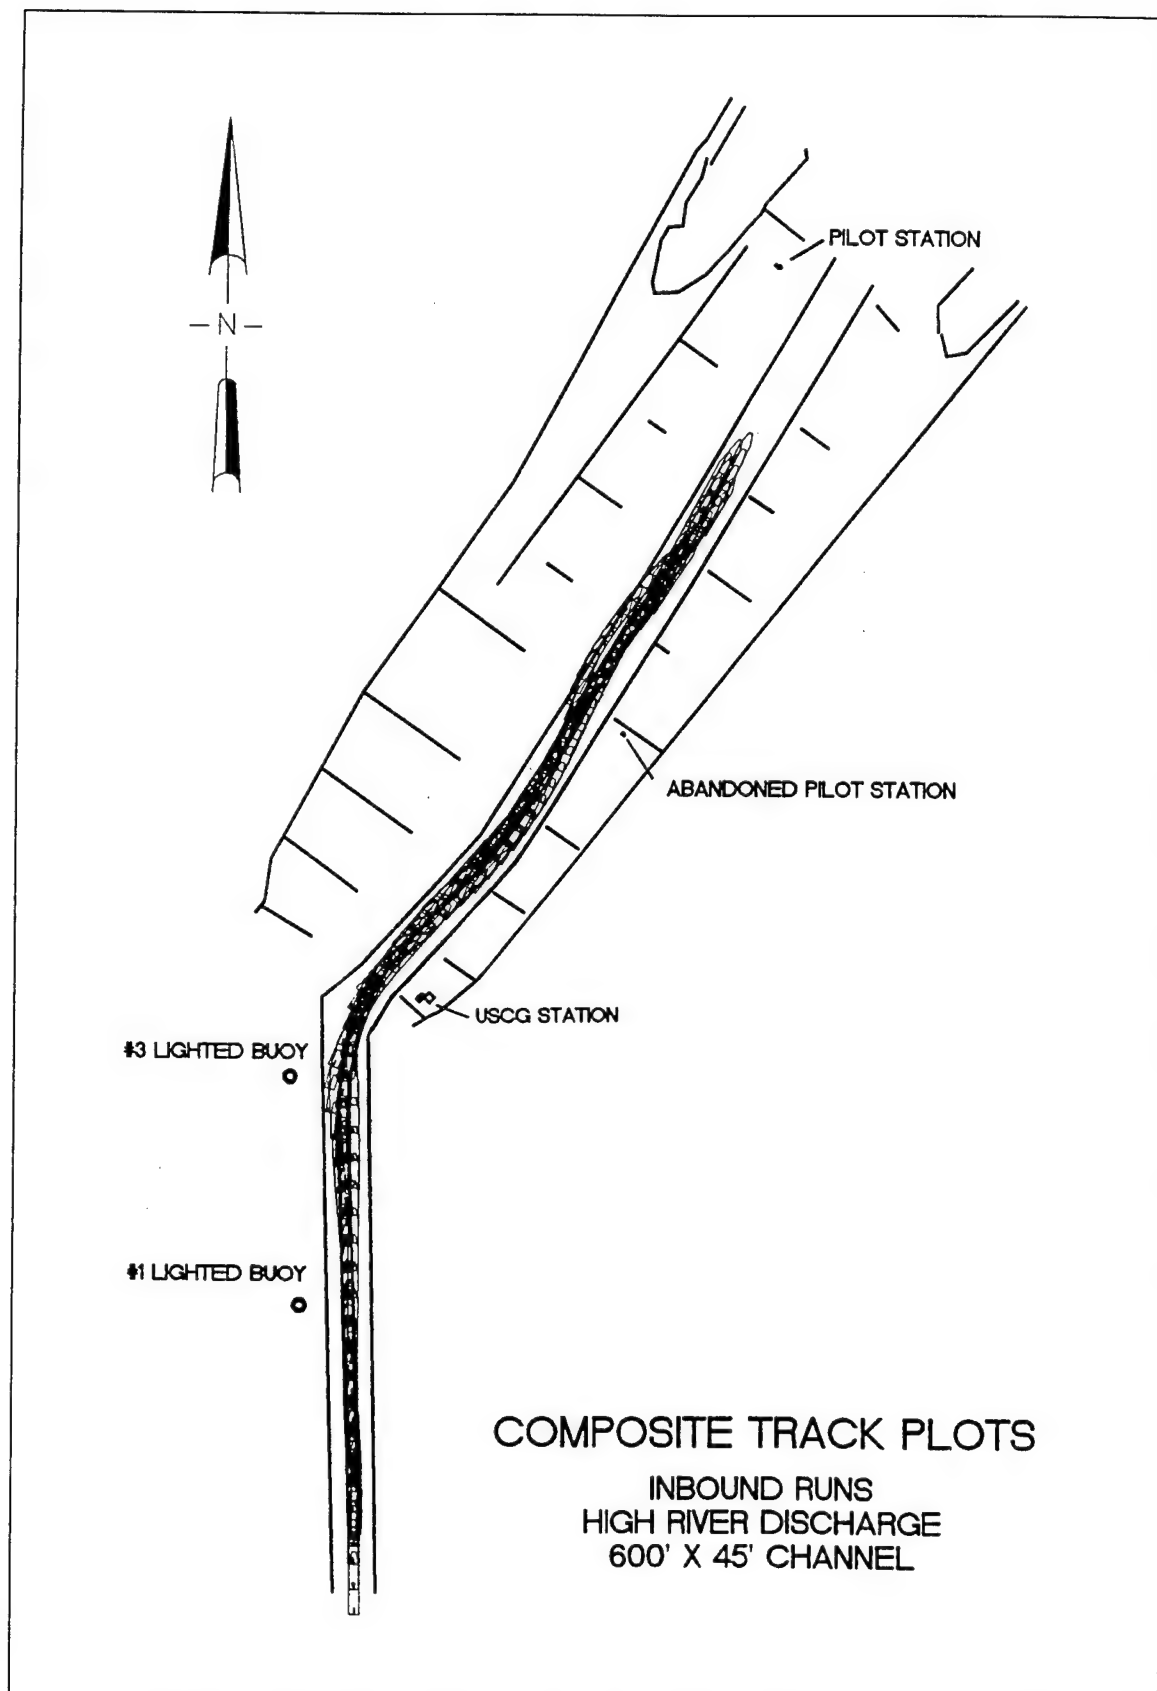 PILOT STATION
- N -
ABANDONED PILOT STATION
USCG STATION
#3 LIGHTED BUOY
#1 LIGHTED BUOY
COMPOSITE TRACK PLOTS
INBOUND RUNS
HIGH RIVER DISCHARGE
600' X 45' CHANNEL